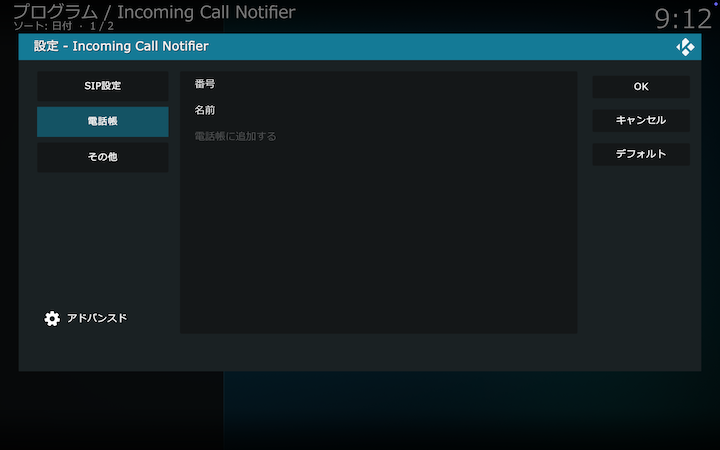 プログラム / Incoming Call Notifier
ソート: 日付 · 1 / 2
9:12
設定 - Incoming Call Notifier
SIP設定
電話帳
その他
番号
名前
電話帳に追加する
OK
キャンセル
デフォルト
アドバンスド